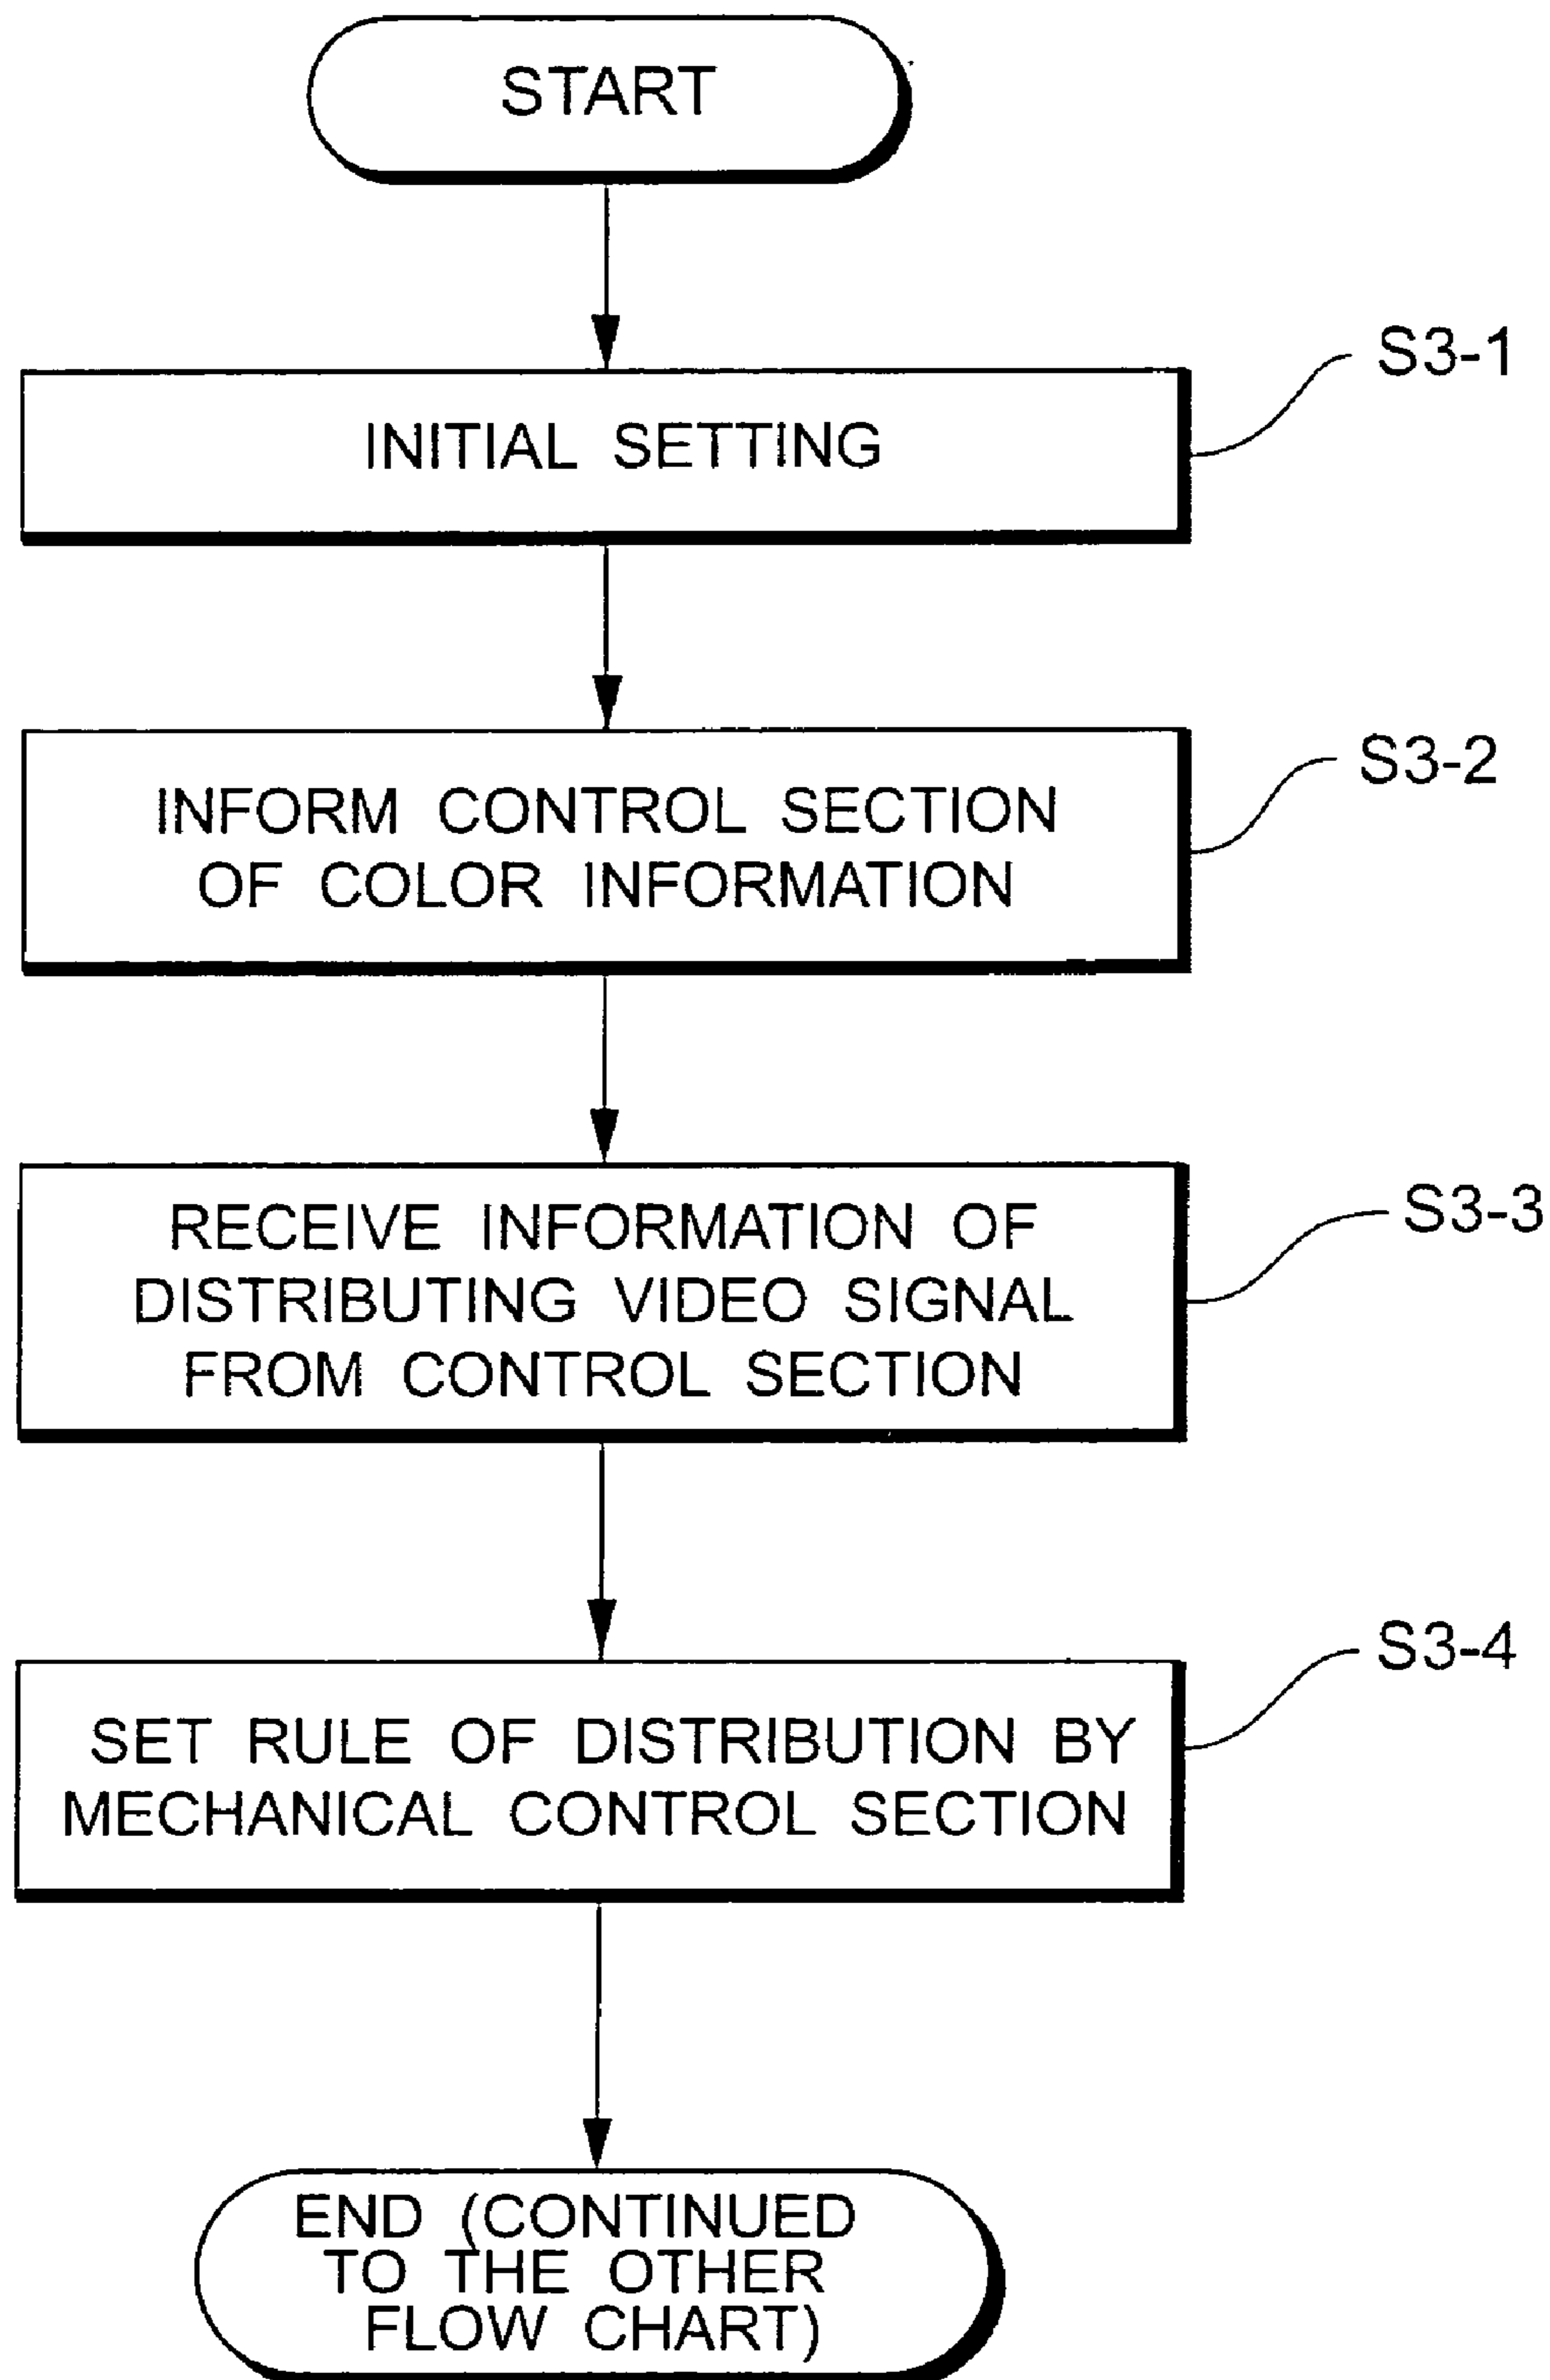 START
S3-1
INITIAL SETTING
S3-2
INFORM CONTROL SECTION
OF COLOR INFORMATION
S3-3
RECEIVE INFORMATION OF
DISTRIBUTING VIDEO SIGNAL
FROM CONTROL SECTION
S3-4
SET RULE OF DISTRIBUTION BY
MECHANICAL CONTROL SECTION
END (CONTINUED
TO THE OTHER
FLOW CHART)